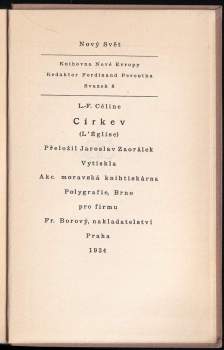 Nový Svět
Knihovna Nové Evropy
Redaktor Ferdinand Peroutka
Svazek 8
L.-F. Céline
Církev
(L'Église)
Přeložil Jaroslav Zaorálek
Vytiskla
Akc. moravská knihtiskárna
Polygrafie, Brno
pro firmu
Fr. Borový, nakladatelství
Praha
1934